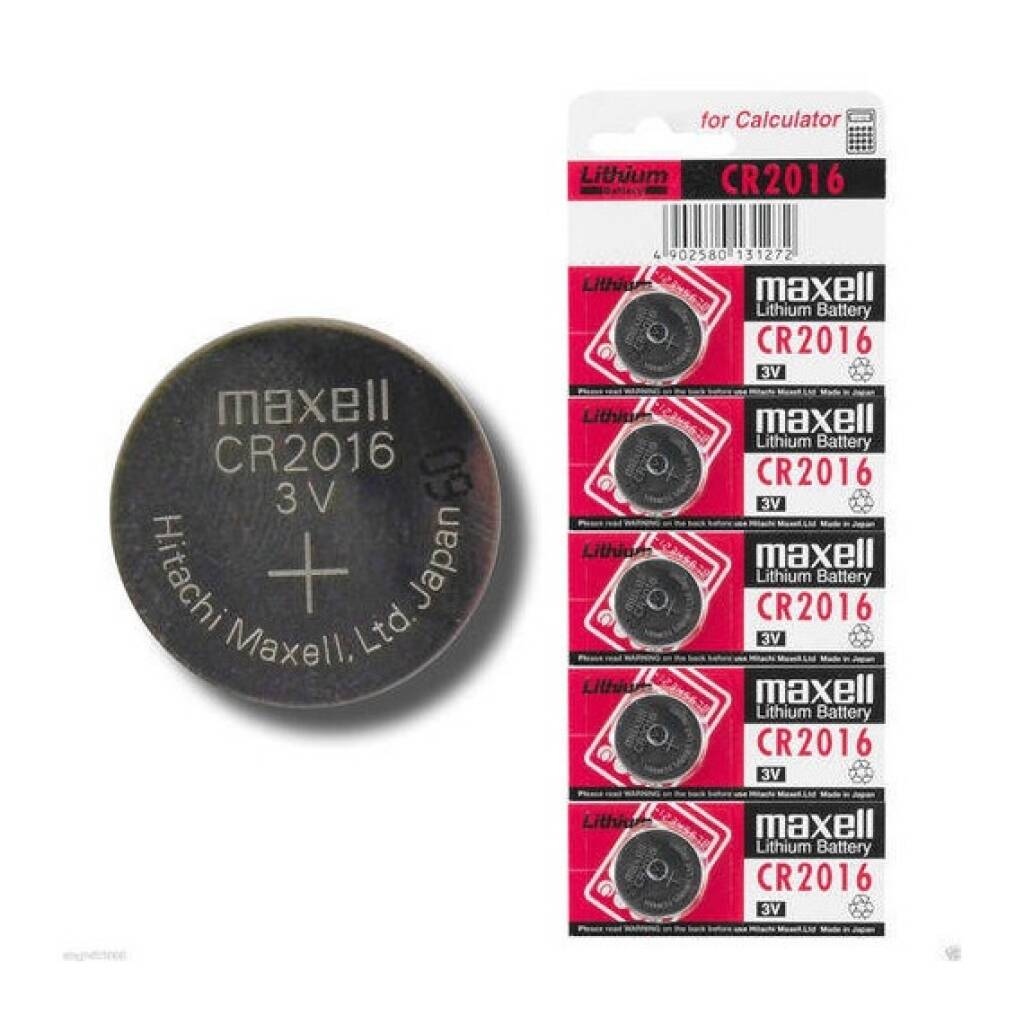 maxell
CR2016
3V
+
Hitachi Maxell, Ltd. Japan
09
for Calculator
Lithium
Battery
CR2016
4 902580 131272
Lithium
maxell
Lithium Battery
CR2016
3V
Please read WARNING on the back before use Hitachi Maxell.Ltd Made in Japan
Lithium
maxell
Lithium Battery
CR2016
3V
Please read WARNING on the back before use Hitachi Maxell.Ltd Made in Japan
Lithium
maxell
Lithium Battery
CR2016
3V
Please read WARNING on the back before use Hitachi Maxell.Ltd Made in Japan
Lithium
maxell
Lithium Battery
CR2016
3V
Please read WARNING on the back before use Hitachi Maxell.Ltd Made in Japan
Lithium
maxell
Lithium Battery
CR2016
3V
Please read WARNING on the back before use Hitachi Maxell.Ltd Made in Japan